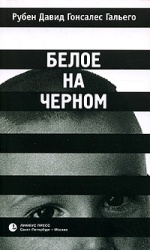 Рубен Давид Гонсалес Гальего
БЕЛОЕ
НА
ЧЕРНОМ
ЛИМБУС ПРЕСС
Санкт-Петербург – Москва